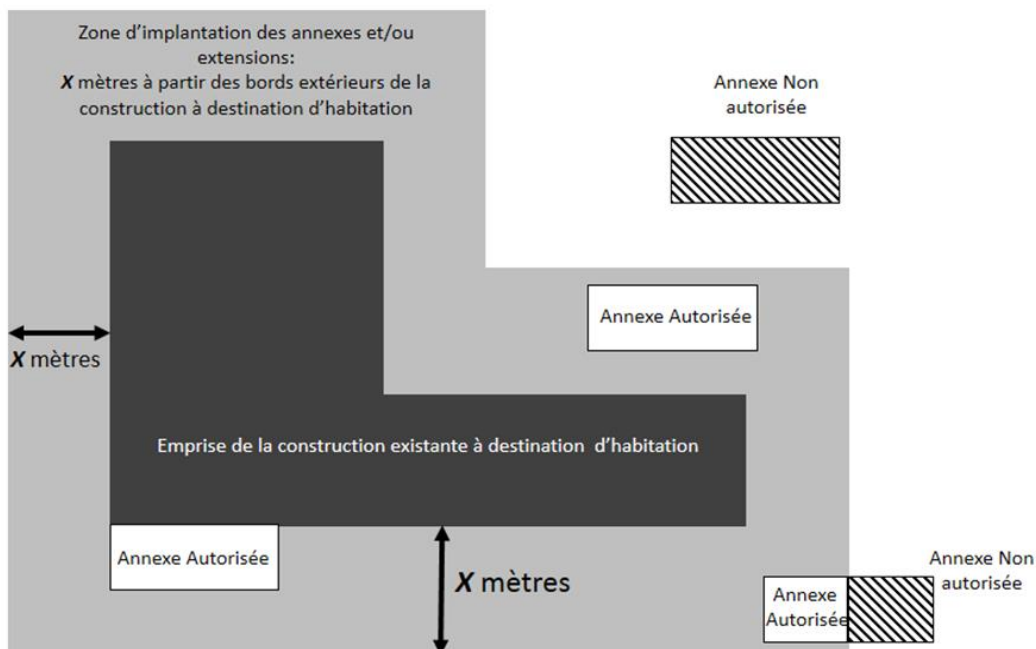 Zone d'implantation des annexes et/ou
extensions:
X mètres à partir des bords extérieurs de la
construction à destination d'habitation
Annexe Non
autorisée
Annexe Autorisée
X mètres
Emprise de la construction existante à destination d'habitation
Annexe Autorisée
X mètres
Annexe
Autorisée
Annexe Non
autorisée